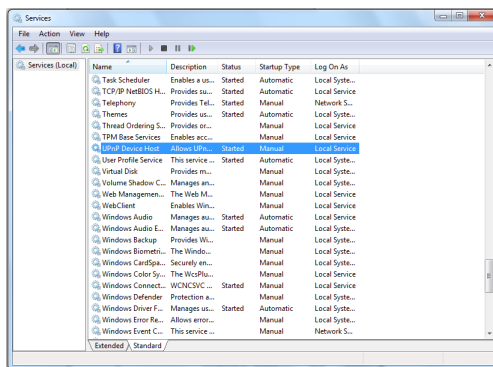 Services
File Action View Help
Services (Local)
Name Description Status Startup Type Log On As
Task Scheduler Enables a us... Started Automatic Local Syste...
TCP/IP NetBIOS H... Provides su... Started Automatic Local Service
Telephony Provides Tel... Started Manual Network S...
Themes Provides us... Started Automatic Local Syste...
Thread Ordering S... Provides or... Manual Local Service
TPM Base Services Enables acc... Manual Local Service
UPnP Device Host Allows UPn... Started Manual Local Service
User Profile Service This service ... Started Automatic Local Syste...
Virtual Disk Provides m... Manual Local Syste...
Volume Shadow C... Manages an... Manual Local Syste...
Web Managemen... The Web M... Manual Local Service
WebClient Enables Win... Manual Local Service
Windows Audio Manages au... Started Automatic Local Service
Windows Audio E... Manages au... Started Automatic Local Syste...
Windows Backup Provides Wi... Manual Local Syste...
Windows Biometri... The Windo... Manual Local Syste...
Windows CardSpa... Securely en... Manual Local Syste...
Windows Color Sy... The WcsPlu... Manual Local Service
Windows Connect... WCNCSVC ... Started Manual Local Service
Windows Defender Protection a... Manual Local Syste...
Windows Driver F... Manages us... Started Automatic Local Syste...
Windows Error Re... Allows error... Manual Local Syste...
Windows Event C... This service ... Manual Network S...
Extended Standard